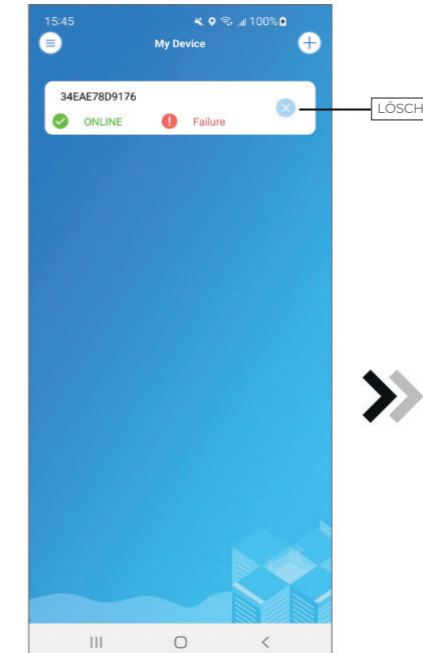 15:45 100%
My Device
34EAE78D9176
ONLINE Failure
LÖSCH